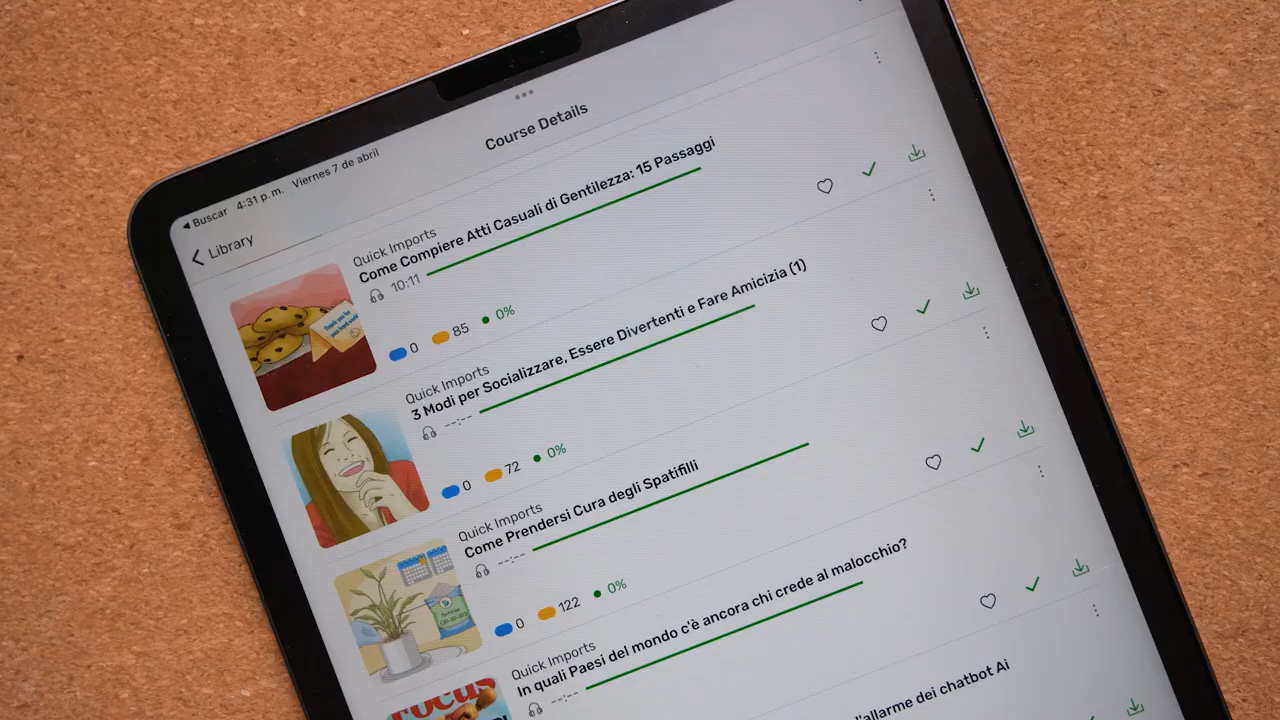 ◀ Buscar 4:31 p. m. Viernes 7 de abril
Library
Course Details
Quick Imports
Come Compiere Atti Casuali di Gentilezza: 15 Passaggi
10:11
0 85 0%
Quick Imports
3 Modi per Socializzare, Essere Divertenti e Fare Amicizia (1)
--:--
0 72 0%
Quick Imports
Come Prendersi Cura degli Spatifilli
--:--
0 122 0%
Quick Imports
In quali Paesi del mondo c'è ancora chi crede al malocchio?
--:--
Focus
l'allarme dei chatbot Ai